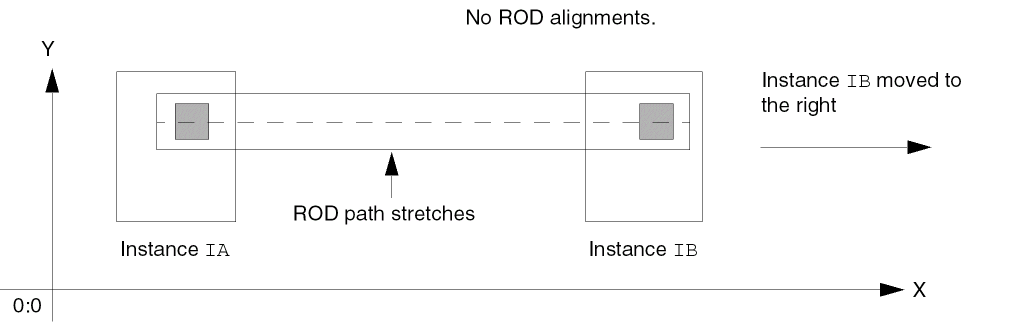 No ROD alignments.
Y
Instance IB moved to
the right
ROD path stretches
Instance IA
Instance IB
X
0:0